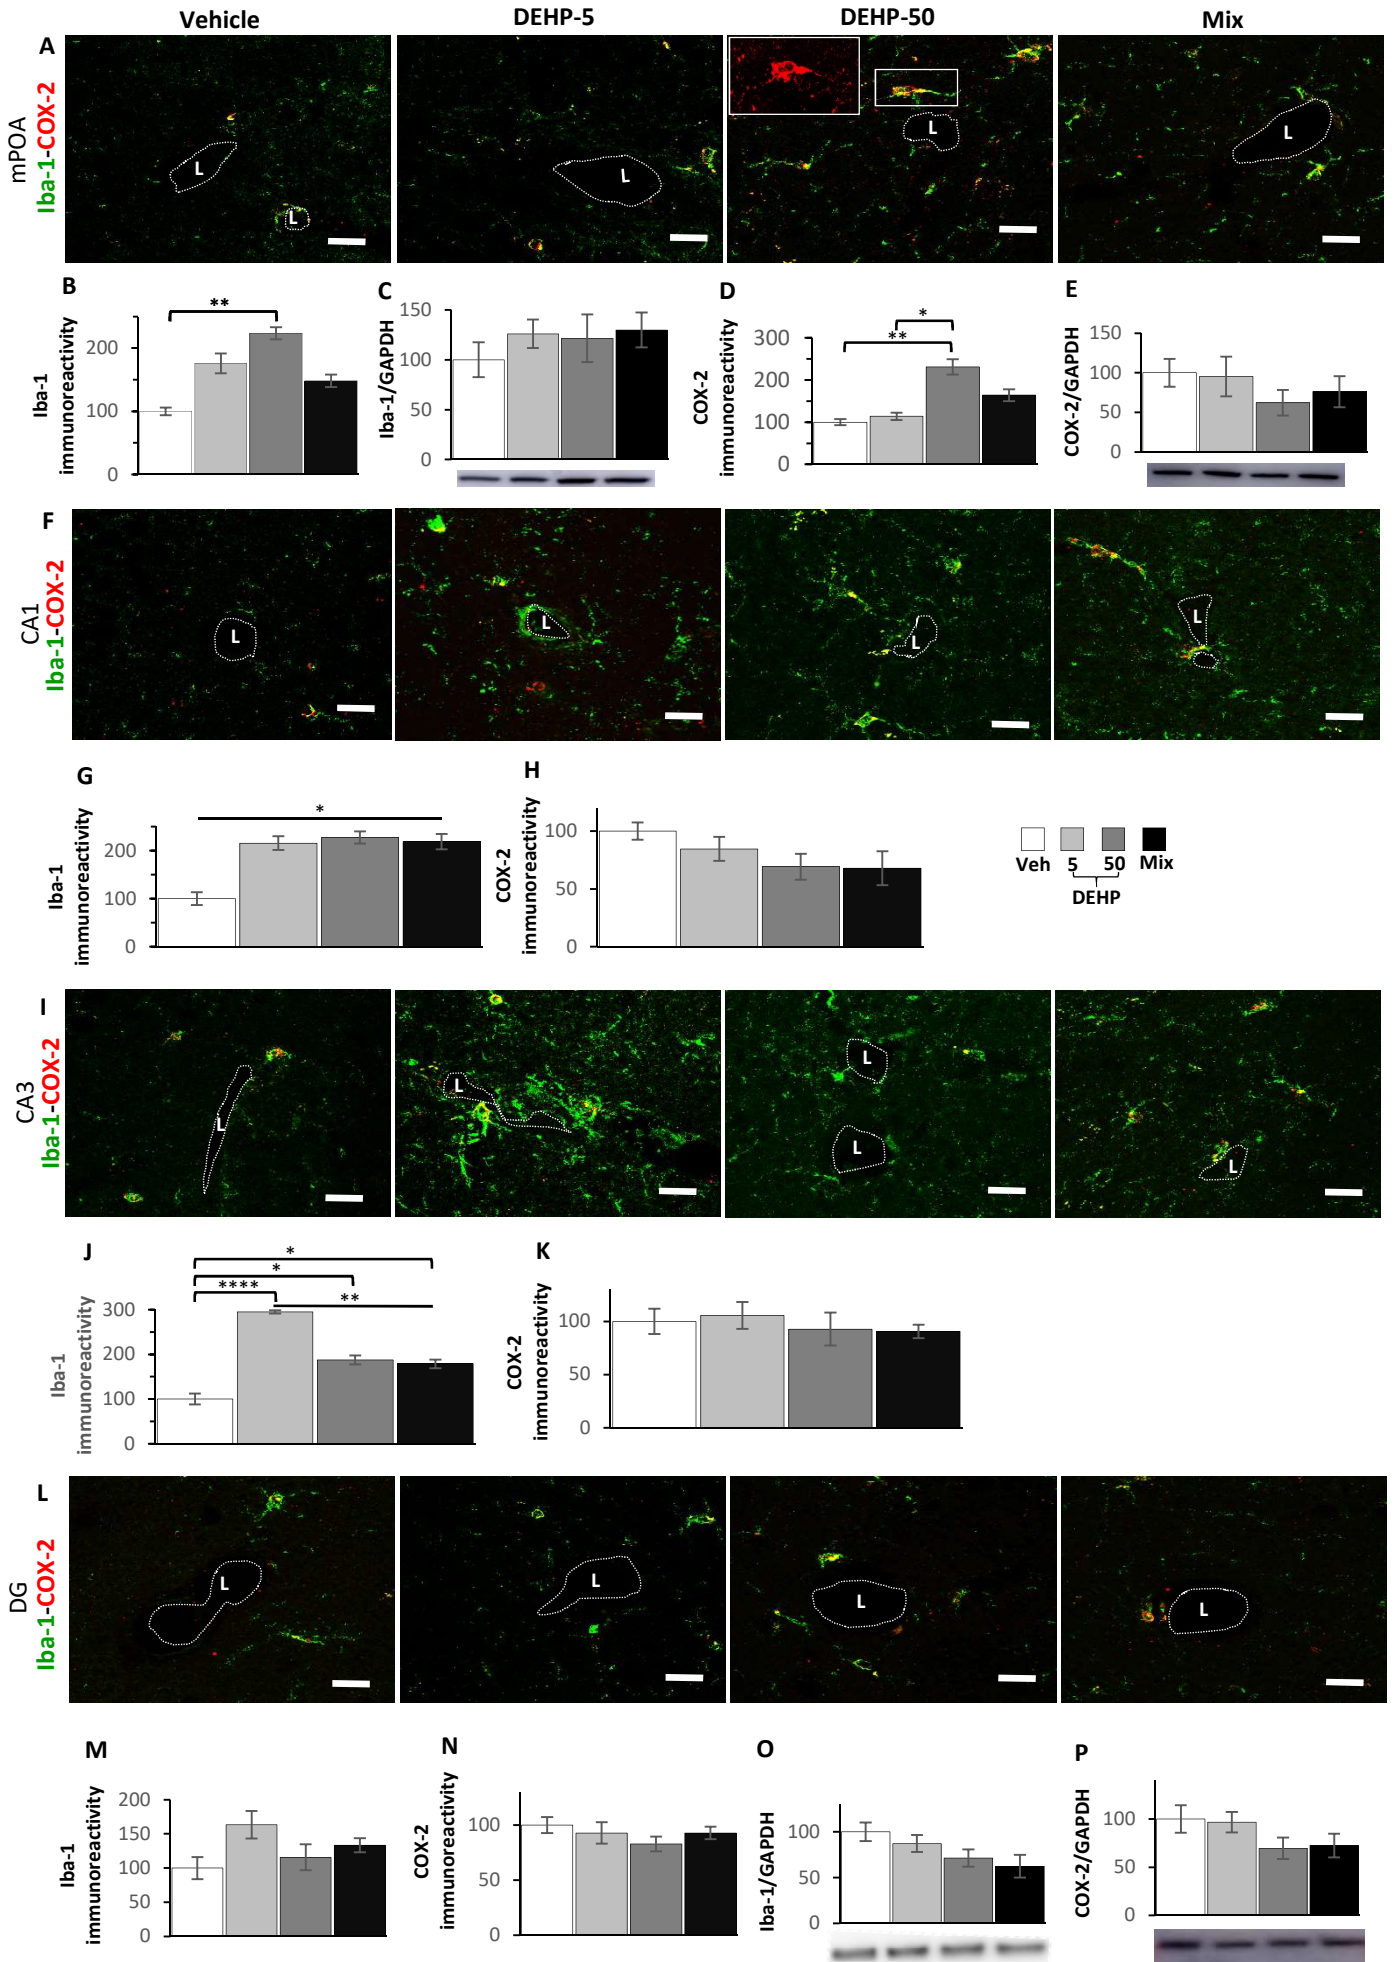 Vehicle DEHP-5 DEHP-50 Mix
A
mPOA
Iba-1-COX-2
L
L
L
L
L
B
Iba-1
immunoreactivity
200
100
0
**
C
Iba-1/GAPDH
150
100
50
0
D
COX-2
immunoreactivity
300
200
100
0
*
**
E
COX-2/GAPDH
150
100
50
0
F
CA1
Iba-1-COX-2
L
L
L
L
G
Iba-1
immunoreactivity
200
100
0
*
H
COX-2
immunoreactivity
100
50
0
Veh 5 50 Mix
DEHP
I
CA3
Iba-1-COX-2
L
L
L
L
L
J
Iba-1
immunoreactivity
300
200
100
0
*
*
****
**
K
COX-2
immunoreactivity
100
50
0
L
DG
Iba-1-COX-2
L
L
L
L
M
Iba-1
immunoreactivity
200
150
100
50
0
N
COX-2
immunoreactivity
100
50
0
O
Iba-1/GAPDH
100
50
0
P
COX-2/GAPDH
100
50
0